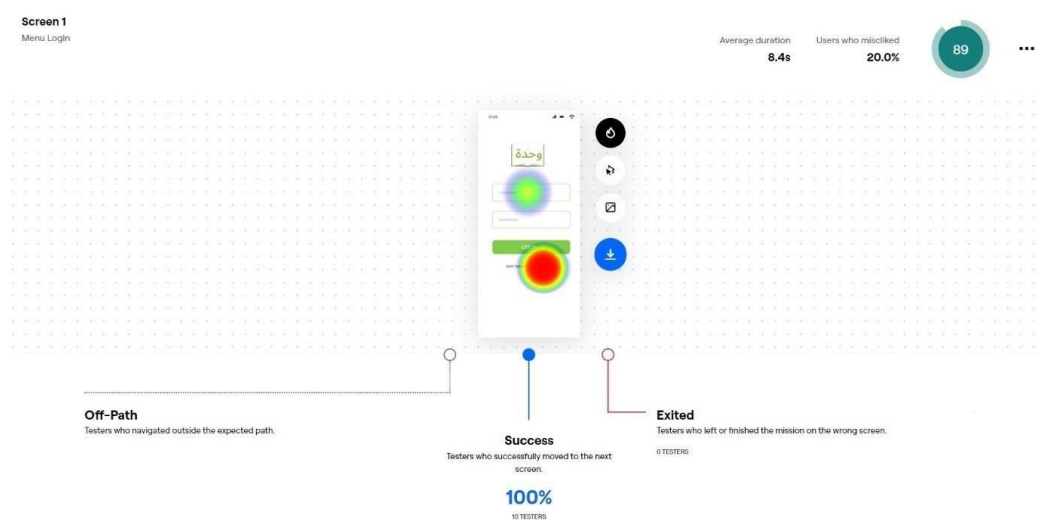 Screen 1
Menu Login
Average duration
8.4s
Users who misliked
20.0%
89
وحدة
Off-Path
Testers who navigated outside the expected path.
Success
Testers who successfully moved to the next
screen.
100%
10 TESTERS
Exited
Testers who left or finished the mission on the wrong screen.
0 TESTERS